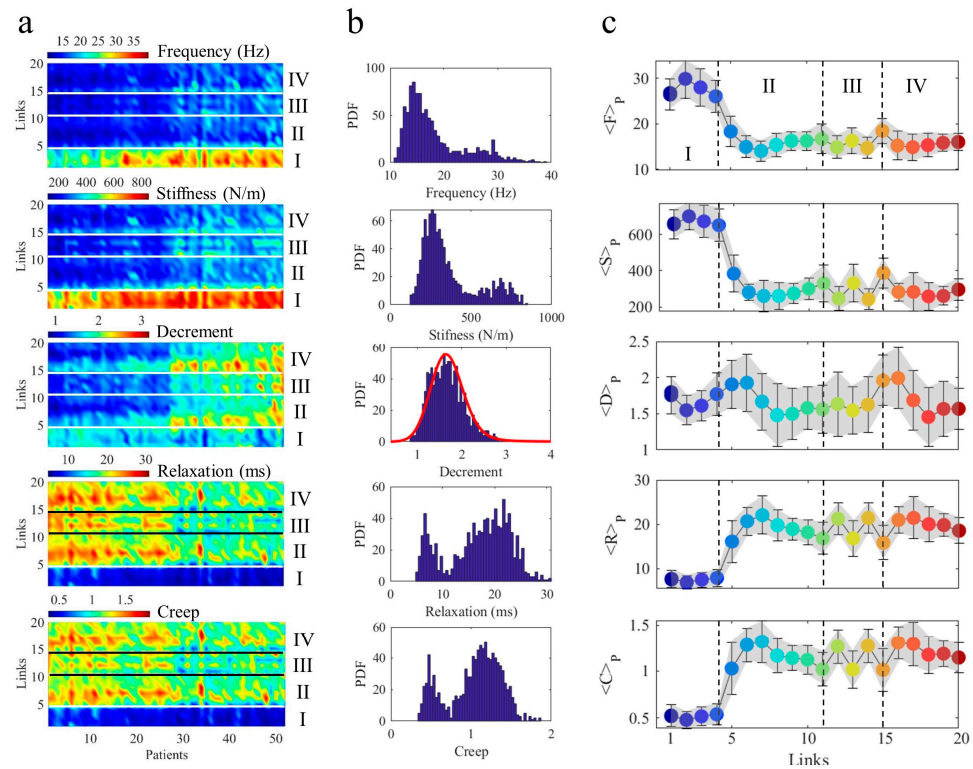 a
15 25 30 35 Frequency (Hz)
20
15
10
5
Links
IV
III
II
I
200 400 600 800 Stiffness (N/m)
20
15
10
5
Links
IV
III
II
I
1 2 3 Decrement
20
15
10
5
Links
IV
III
II
I
10 20 30 Relaxation (ms)
20
15
10
5
Links
IV
III
II
I
0.5 1 1.5 Creep
20
15
10
5
Links
IV
III
II
I
10 20 30 40 50
Patients
b
100
50
0
PDF
10 20 30 40
Frequency (Hz)
60
40
20
0
PDF
0 500 1000
Stifness (N/m)
60
40
20
0
PDF
1 2 3 4
Decrement
60
40
20
0
PDF
0 10 20 30
Relaxation (ms)
60
40
20
0
PDF
0 1 2
Creep
c
30
20
10
<F>P
I
II
III
IV
600
400
200
<S>P
2.5
2
1.5
1
<D>P
30
20
10
<R>P
1.5
1
0.5
<C>P
1 5 10 15 20
Links